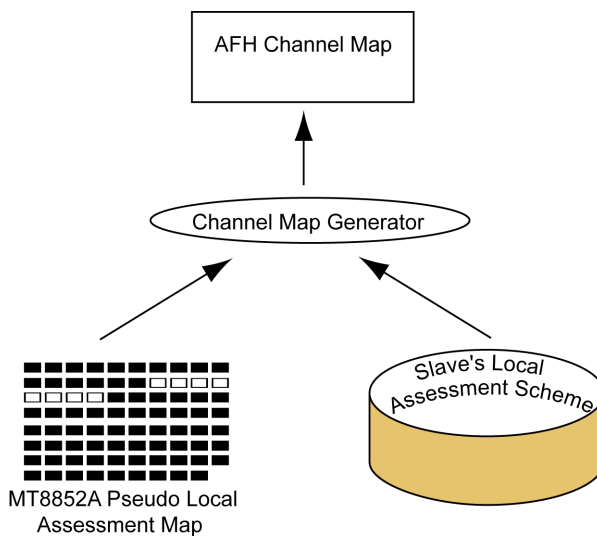 AFH Channel Map
Channel Map Generator
Slave's Local
Assessment Scheme
MT8852A Pseudo Local
Assessment Map